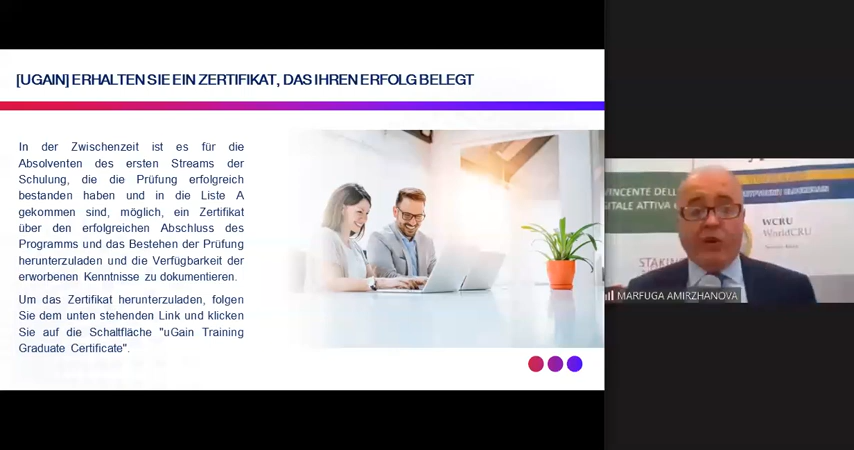 [UGAIN] ERHALTEN SIE EIN ZERTIFIKAT, DAS IHREN ERFOLG BELEGT
In der Zwischenzeit ist es für die
Absolventen des ersten Streams der
Schulung, die die Prüfung erfolgreich
bestanden haben und in die Liste A
gekommen sind, möglich, ein Zertifikat
über den erfolgreichen Abschluss des
Programms und das Bestehen der Prüfung
herunterzuladen und die Verfügbarkeit der
erworbenen Kenntnisse zu dokumentieren.
Um das Zertifikat herunterzuladen, folgen
Sie dem unten stehenden Link und klicken
Sie auf die Schaltfläche "uGain Training
Graduate Certificate".
VINCENTE DELL
WCRU
WorldCRU
STAKIN
MARFUGA AMIRZHANOVA